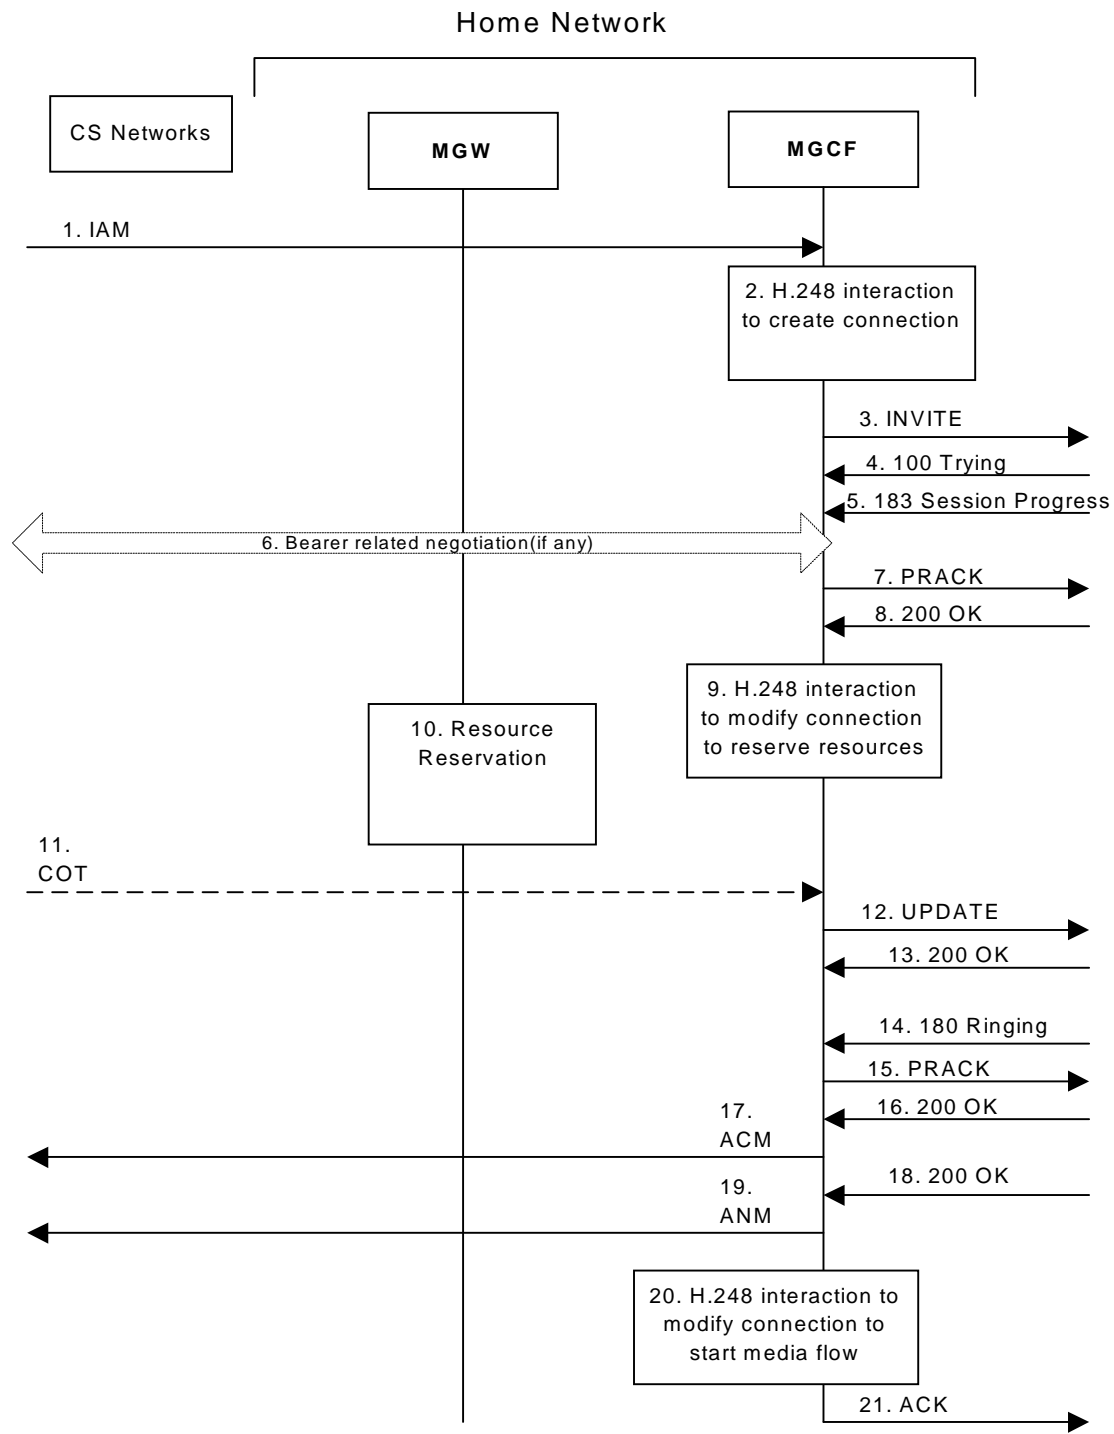 Home Network
CS Networks
MGW
MGCF
1. IAM
2. H.248 interaction
to create connection
3. INVITE
4. 100 Trying
5. 183 Session Progress
6. Bearer related negotiation(if any)
7. PRACK
8. 200 OK
9. H.248 interaction
to modify connection
to reserve resources
10. Resource
Reservation
11.
COT
12. UPDATE
13. 200 OK
14. 180 Ringing
15. PRACK
16. 200 OK
17.
ACM
18. 200 OK
19.
ANM
20. H.248 interaction to
modify connection to
start media flow
21. ACK